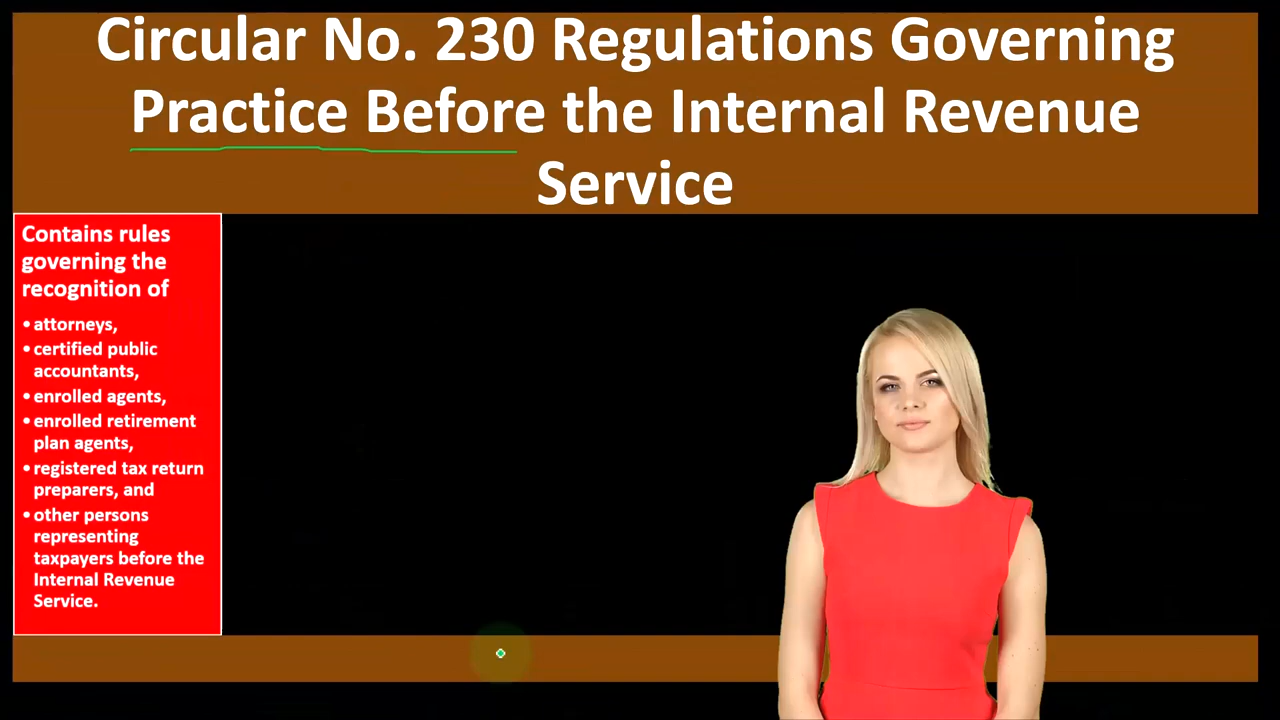 Circular No. 230 Regulations Governing
Practice Before the Internal Revenue
Service
Contains rules
governing the
recognition of
• attorneys,
• certified public
accountants,
• enrolled agents,
• enrolled retirement
plan agents,
• registered tax return
preparers, and
• other persons
representing
taxpayers before the
Internal Revenue
Service.